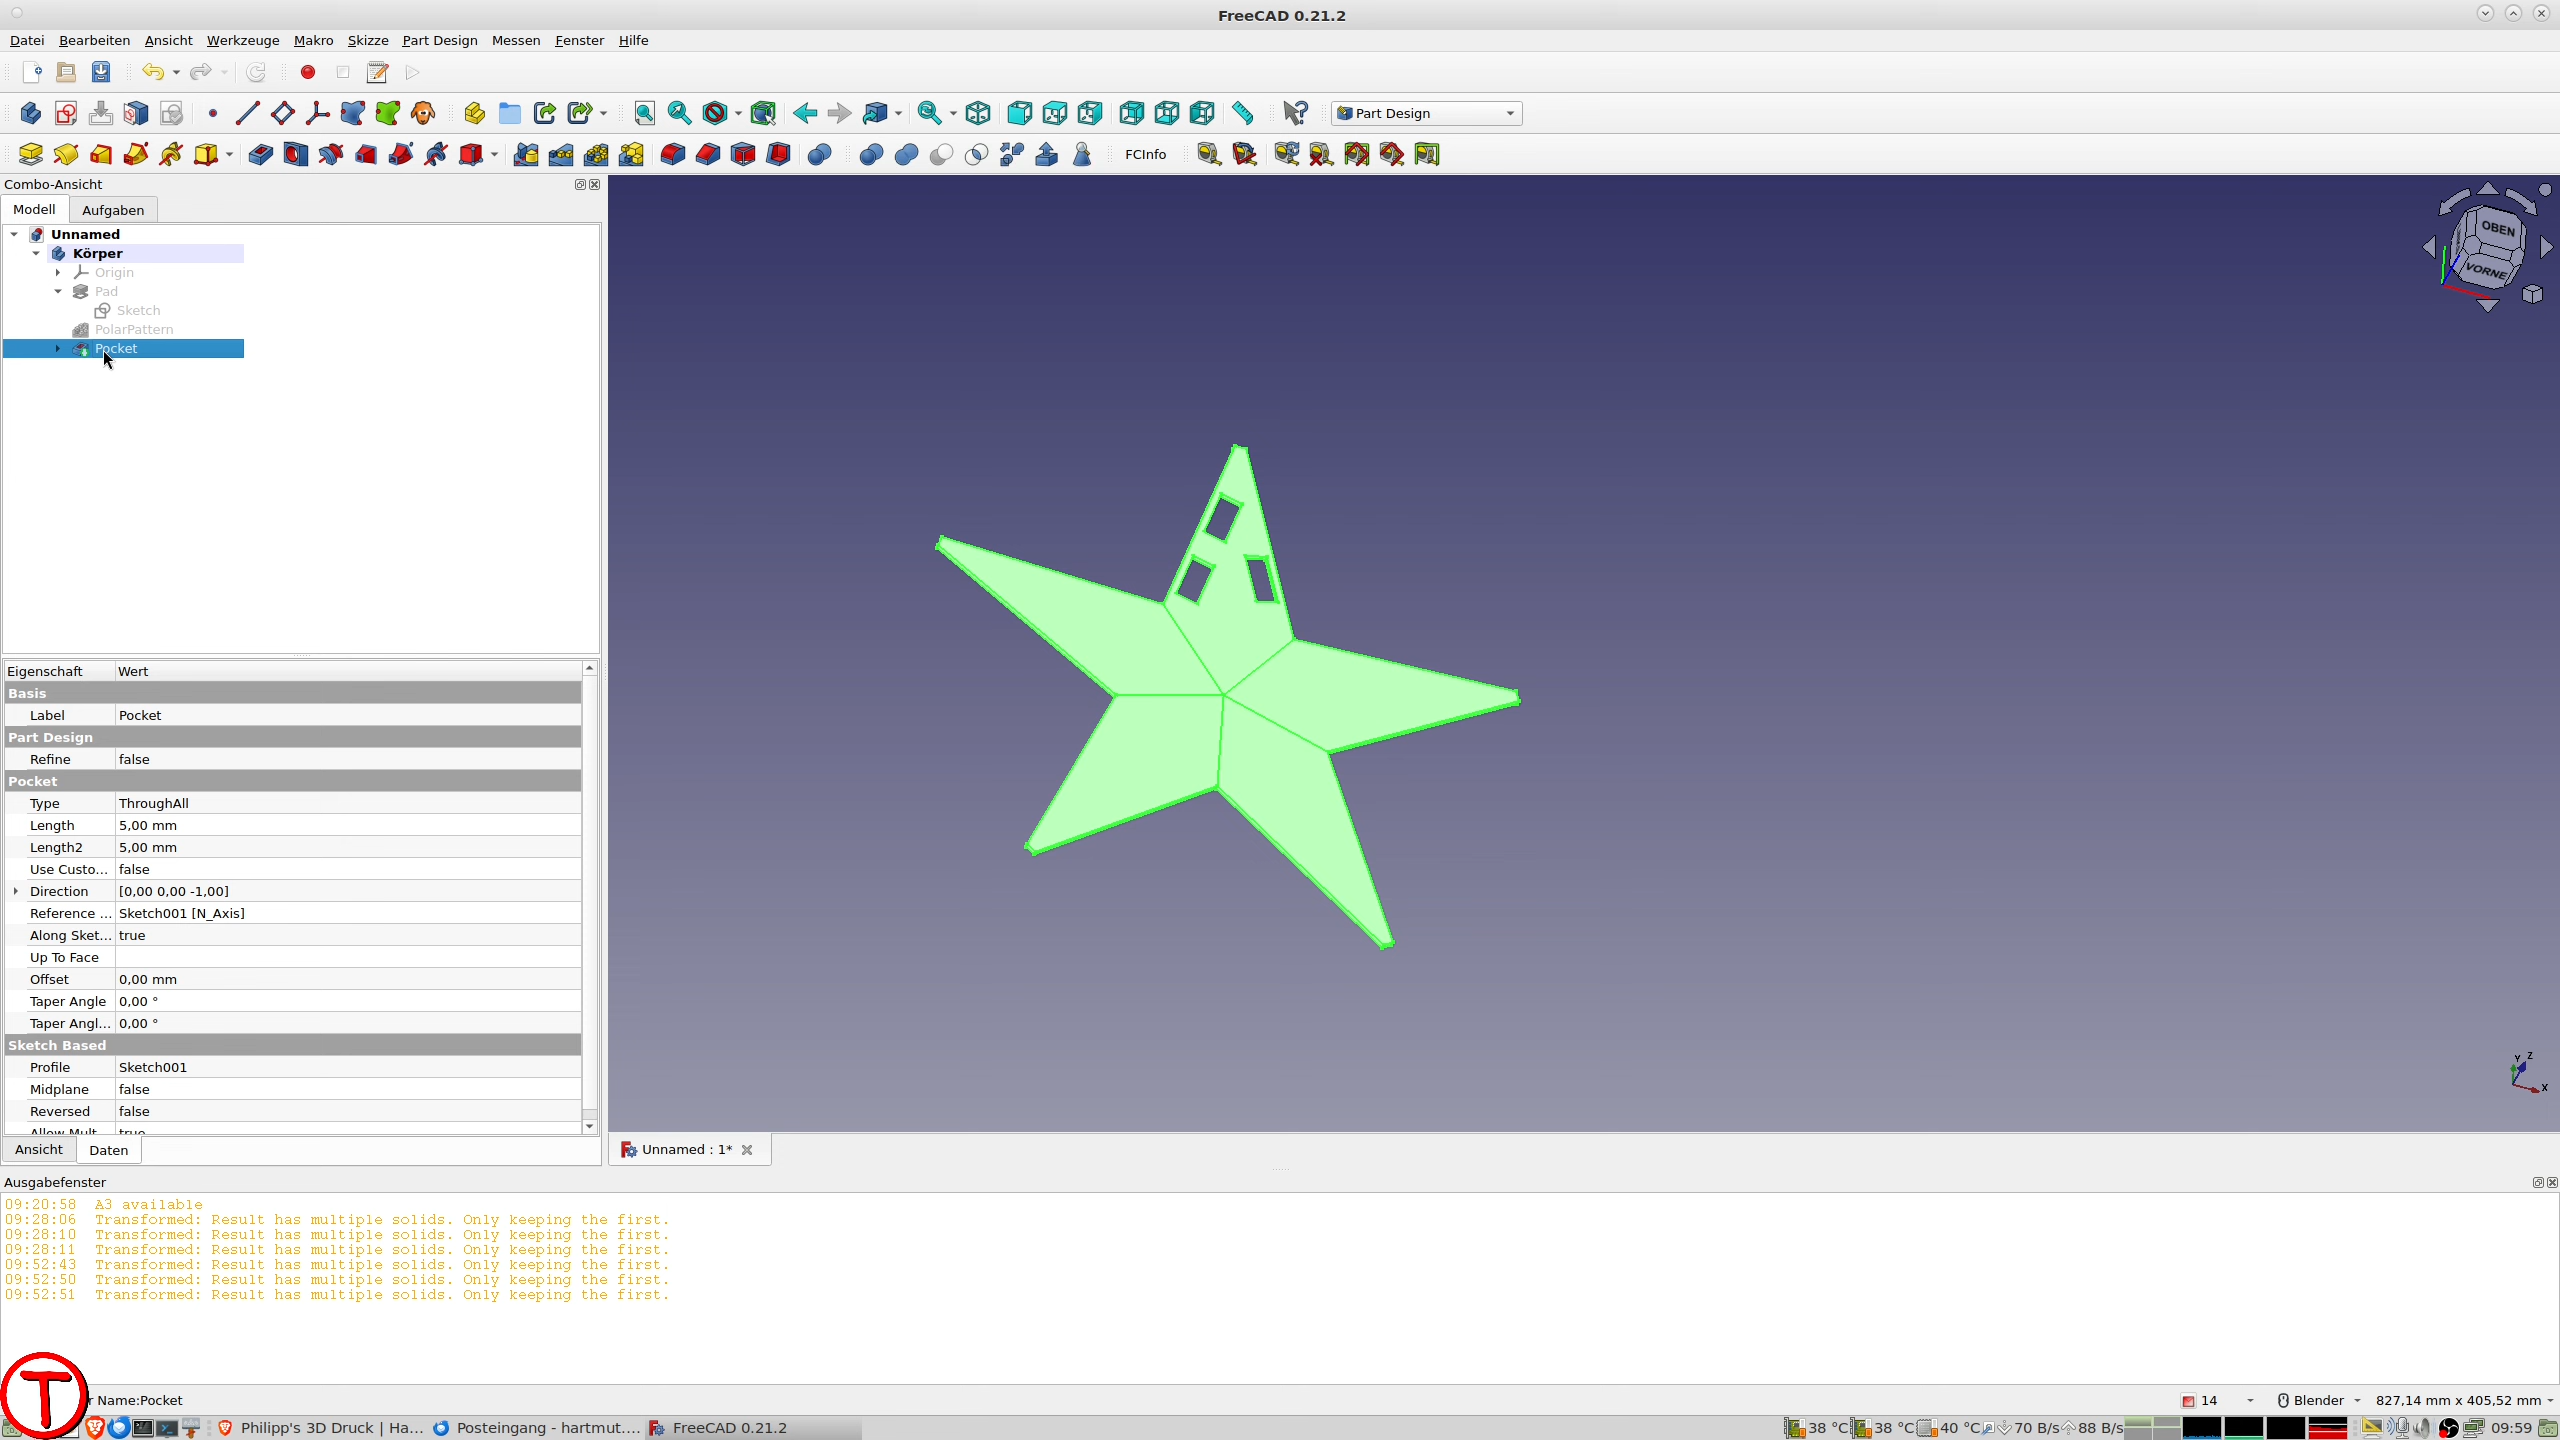 FreeCAD 0.21.2
Datei Bearbeiten Ansicht Werkzeuge Makro Skizze Part Design Messen Fenster Hilfe
Part Design
FCInfo
Combo-Ansicht
Modell Aufgaben
Unnamed
Körper
Origin
Pad
Sketch
PolarPattern
Pocket
OBEN
VORNE
Eigenschaft Wert
Basis
Label Pocket
Part Design
Refine false
Pocket
Type ThroughAll
Length 5,00 mm
Length2 5,00 mm
Use Custo... false
Direction [0,00 0,00 -1,00]
Reference ... Sketch001 [N_Axis]
Along Sket... true
Up To Face
Offset 0,00 mm
Taper Angle 0,00 °
Taper Angl... 0,00 °
Sketch Based
Profile Sketch001
Midplane false
Reversed false
Allow Mult... true
Y Z
X
Ansicht Daten
Unnamed : 1*
Ausgabefenster
09:20:58 A3 available
09:28:06 Transformed: Result has multiple solids. Only keeping the first.
09:28:10 Transformed: Result has multiple solids. Only keeping the first.
09:28:11 Transformed: Result has multiple solids. Only keeping the first.
09:52:43 Transformed: Result has multiple solids. Only keeping the first.
09:52:50 Transformed: Result has multiple solids. Only keeping the first.
09:52:51 Transformed: Result has multiple solids. Only keeping the first.
T
r Name:Pocket
14 Blender 827,14 mm x 405,52 mm
Philipp's 3D Druck | Ha... Posteingang - hartmut.... FreeCAD 0.21.2 38 °C 38 °C 40 °C 70 B/s 88 B/s 09:59